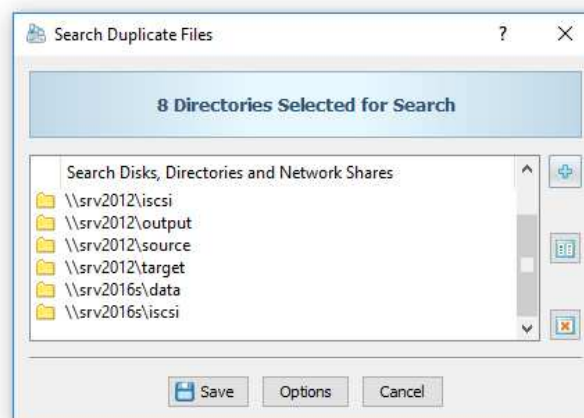 Search Duplicate Files
?
8 Directories Selected for Search
Search Disks, Directories and Network Shares
\\srv2012\iscsi
\\srv2012\output
\\srv2012\source
\\srv2012\target
\\srv2016s\data
\\srv2016s\iscsi
Save Options Cancel